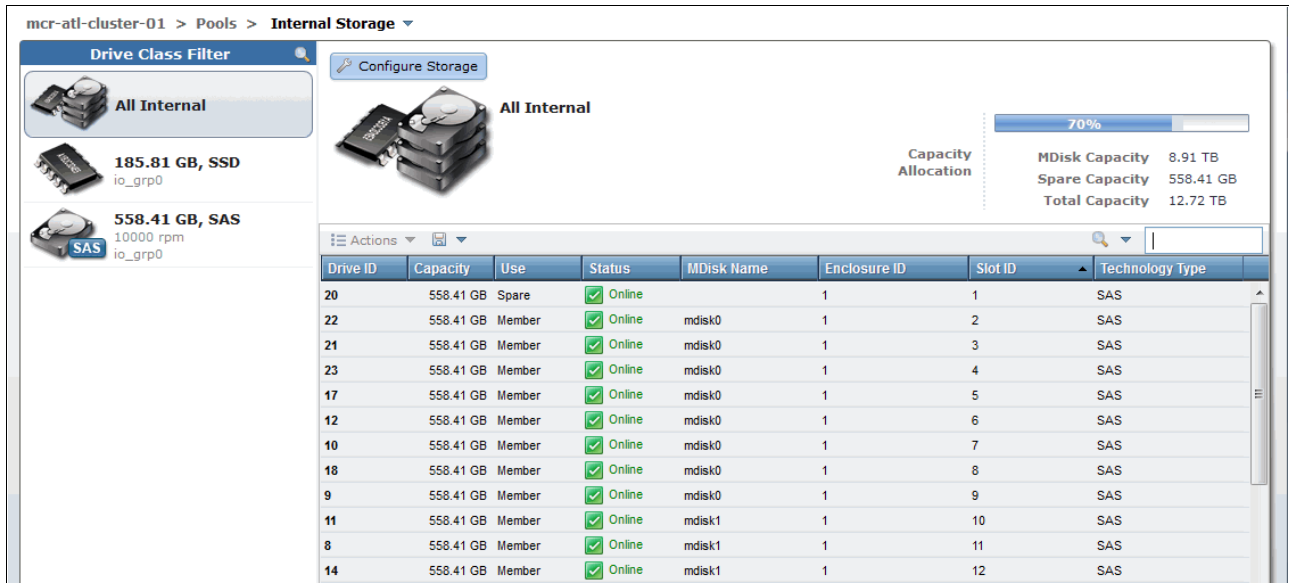 mcr-atl-cluster-01 > Pools > Internal Storage
Drive Class Filter
All Internal
185.81 GB, SSD
io_grp0
558.41 GB, SAS
10000 rpm
io_grp0
SAS
Configure Storage
All Internal
Capacity Allocation
70%
MDisk Capacity 8.91 TB
Spare Capacity 558.41 GB
Total Capacity 12.72 TB
Actions
Drive ID Capacity Use Status MDisk Name Enclosure ID Slot ID Technology Type
20 558.41 GB Spare Online 1 1 SAS
22 558.41 GB Member Online mdisk0 1 2 SAS
21 558.41 GB Member Online mdisk0 1 3 SAS
23 558.41 GB Member Online mdisk0 1 4 SAS
17 558.41 GB Member Online mdisk0 1 5 SAS
12 558.41 GB Member Online mdisk0 1 6 SAS
10 558.41 GB Member Online mdisk0 1 7 SAS
18 558.41 GB Member Online mdisk0 1 8 SAS
9 558.41 GB Member Online mdisk0 1 9 SAS
11 558.41 GB Member Online mdisk1 1 10 SAS
8 558.41 GB Member Online mdisk1 1 11 SAS
14 558.41 GB Member Online mdisk1 1 12 SAS